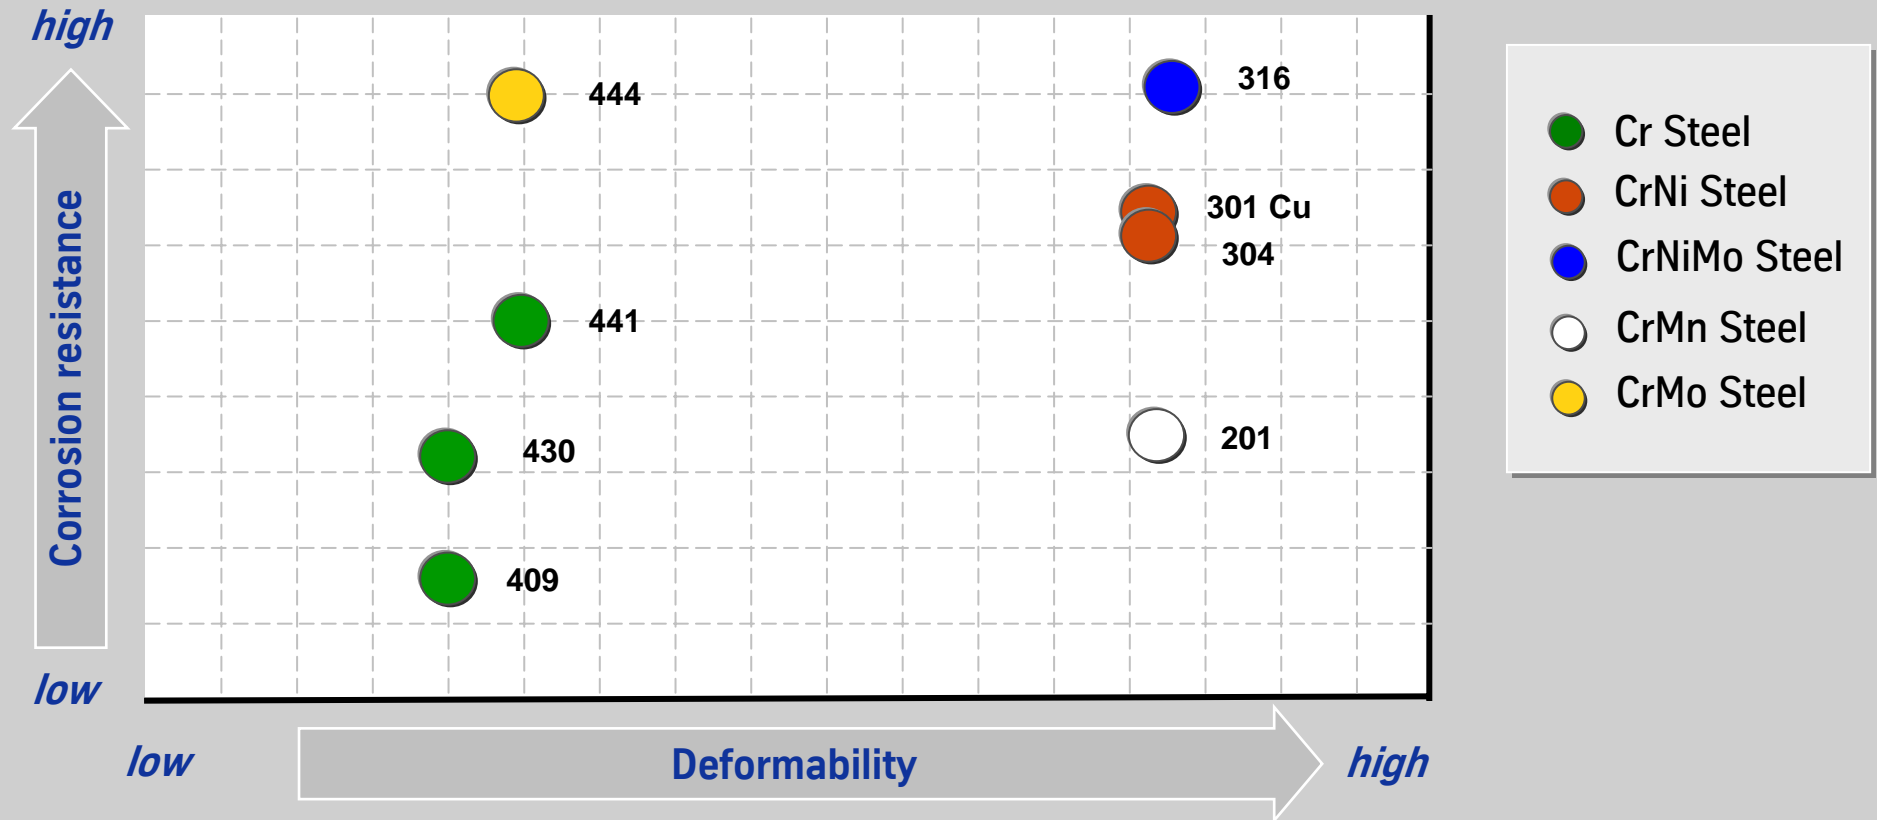 high
Corrosion resistance
low
444
316
301 Cu
304
441
430
201
409
low
Deformability
high
Cr Steel
CrNi Steel
CrNiMo Steel
CrMn Steel
CrMo Steel